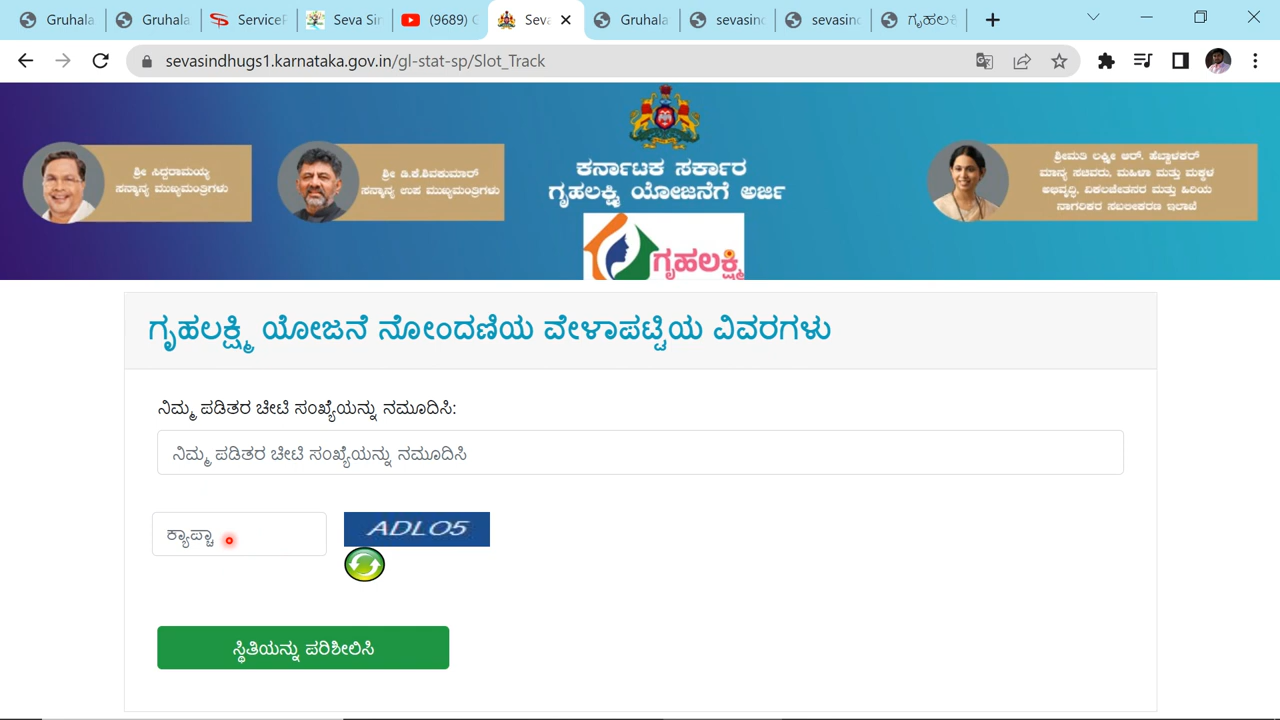 Gruhala
Gruhala
ServiceP
Seva Sin
(9689) G
Seva
Gruhala
sevasind
sevasind
ಗೃಹಲಕ್ಷ
sevasindhugs1.karnataka.gov.in/gl-stat-sp/Slot_Track
ಶ್ರೀ ಸಿದ್ದರಾಮಯ್ಯ
ಸನ್ಮಾನ್ಯ ಮುಖ್ಯಮಂತ್ರಿಗಳು
ಶ್ರೀ ಡಿ.ಕೆ.ಶಿವಕುಮಾರ್
ಸನ್ಮಾನ್ಯ ಉಪ ಮುಖ್ಯಮಂತ್ರಿಗಳು
ಕರ್ನಾಟಕ ಸರ್ಕಾರ
ಗೃಹಲಕ್ಷ್ಮಿ ಯೋಜನೆಗೆ ಅರ್ಜಿ
ಗೃಹಲಕ್ಷ್ಮಿ
ಶ್ರೀಮತಿ ಲಕ್ಷ್ಮೀ ಆರ್. ಹೆಬ್ಬಾಳಕರ್
ಮಾನ್ಯ ಸಚಿವರು, ಮಹಿಳಾ ಮತ್ತು ಮಕ್ಕಳ
ಅಭಿವೃದ್ಧಿ, ವಿಕಲಚೇತನರ ಮತ್ತು ಹಿರಿಯ
ನಾಗರಿಕರ ಸಬಲೀಕರಣ ಇಲಾಖೆ
ಗೃಹಲಕ್ಷ್ಮಿ ಯೋಜನೆ ನೋಂದಣಿಯ ವೇಳಾಪಟ್ಟಿಯ ವಿವರಗಳು
ನಿಮ್ಮ ಪಡಿತರ ಚೀಟಿ ಸಂಖ್ಯೆಯನ್ನು ನಮೂದಿಸಿ:
ನಿಮ್ಮ ಪಡಿತರ ಚೀಟಿ ಸಂಖ್ಯೆಯನ್ನು ನಮೂದಿಸಿ
ಕ್ಯಾಪ್ಚಾ
ADLO5
ಸ್ಥಿತಿಯನ್ನು ಪರಿಶೀಲಿಸಿ